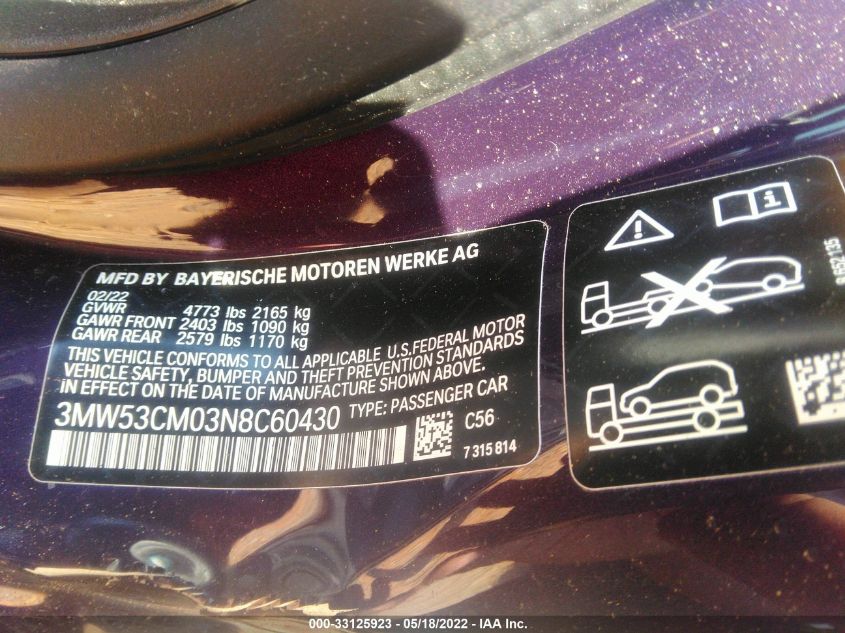 MFD BY BAYERISCHE MOTOREN WERKE AG
02/22
GVWR 4773 lbs 2165 kg
GAWR FRONT 2403 lbs 1090 kg
GAWR REAR 2579 lbs 1170 kg
THIS VEHICLE CONFORMS TO ALL APPLICABLE U.S.FEDERAL MOTOR
VEHICLE SAFETY, BUMPER AND THEFT PREVENTION STANDARDS
IN EFFECT ON THE DATE OF MANUFACTURE SHOWN ABOVE.
3MW53CM03N8C60430 TYPE: PASSENGER CAR
C56
7 315 814
000-33125923 - 05/18/2022 - IAA Inc.